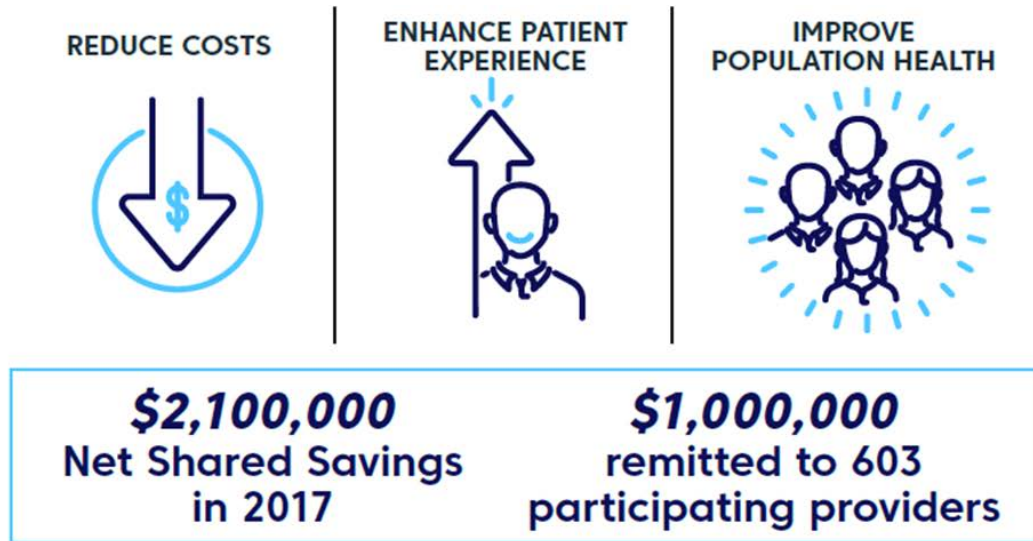 REDUCE COSTS
ENHANCE PATIENT
EXPERIENCE
IMPROVE
POPULATION HEALTH
$
$2,100,000
Net Shared Savings
in 2017
$1,000,000
remitted to 603
participating providers